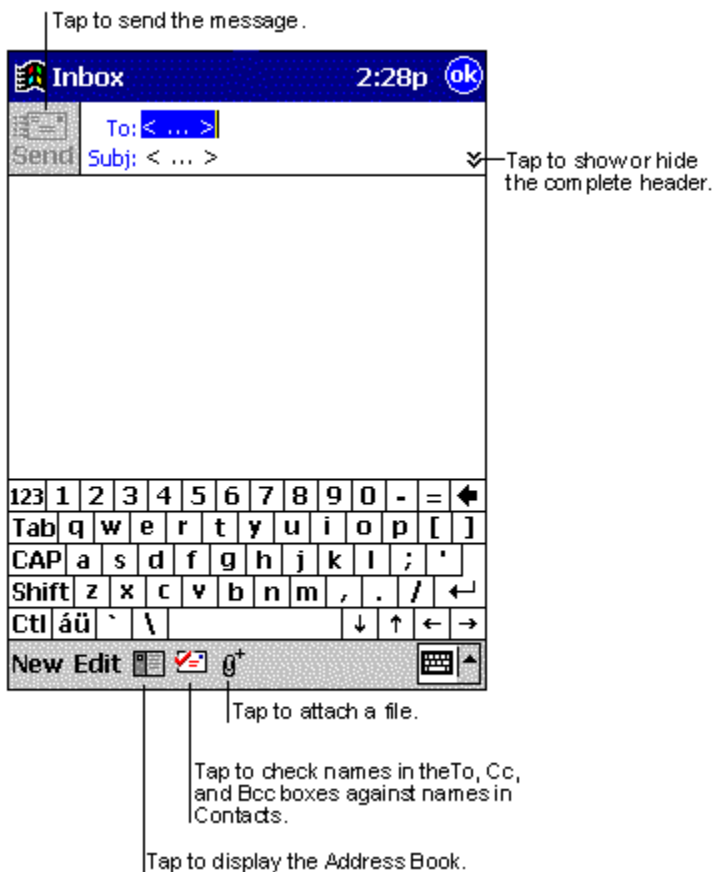 Tap to send the message.
Inbox 2:28p ok
Send
To: < ... >
Subj: < ... >
Tap to show or hide
the complete header.
123 1 2 3 4 5 6 7 8 9 0 - =
Tab q w e r t y u i o p [ ]
CAP a s d f g h j k l ; '
Shift z x c v b n m , . / ↵
Ctl áü ` \ ↓ ↑ ← →
New Edit
Tap to attach a file.
Tap to check names in theTo, Cc,
and Bcc boxes against names in
Contacts.
Tap to display the Address Book.